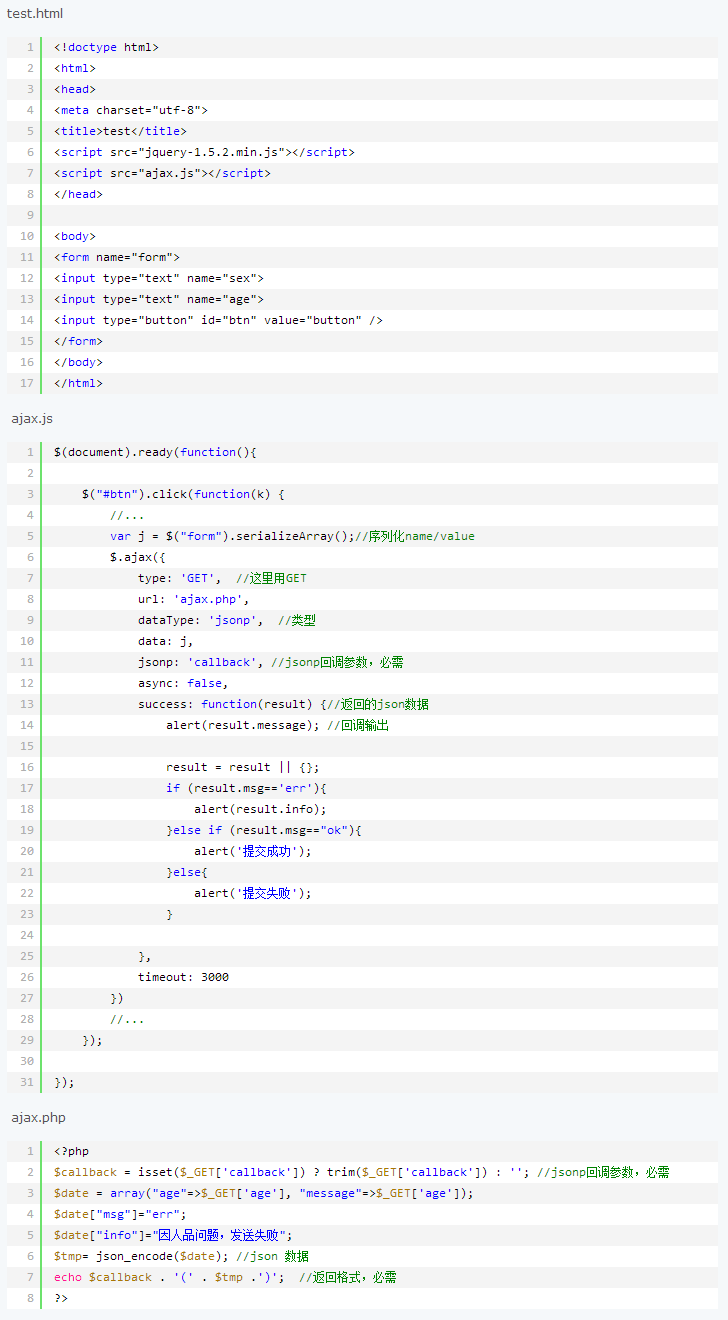 test.html
1 <!doctype html>
2 <html>
3 <head>
4 <meta charset="utf-8">
5 <title>test</title>
6 <script src="jquery-1.5.2.min.js"></script>
7 <script src="ajax.js"></script>
8 </head>
9
10 <body>
11 <form name="form">
12 <input type="text" name="sex">
13 <input type="text" name="age">
14 <input type="button" id="btn" value="button" />
15 </form>
16 </body>
17 </html>
ajax.js
1 $(document).ready(function(){
2
3     $("#btn").click(function(k) {
4         //...
5         var j = $("form").serializeArray();//序列化name/value
6         $.ajax({
7             type: 'GET',  //这里用GET
8             url: 'ajax.php',
9             dataType: 'jsonp',  //类型
10             data: j,
11             jsonp: 'callback', //jsonp回调参数，必需
12             async: false,
13             success: function(result) {//返回的json数据
14                 alert(result.message); //回调输出
15
16                 result = result || {};
17                 if (result.msg=='err'){
18                     alert(result.info);
19                 }else if (result.msg=="ok"){
20                     alert('提交成功');
21                 }else{
22                     alert('提交失败');
23                 }
24
25             },
26             timeout: 3000
27         })
28         //...
29     });
30
31 });
ajax.php
1 <?php
2 $callback = isset($_GET['callback']) ? trim($_GET['callback']) : ''; //jsonp回调参数，必需
3 $date = array("age"=>$_GET['age'], "message"=>$_GET['age']);
4 $date["msg"]="err";
5 $date["info"]="因人品问题，发送失败";
6 $tmp= json_encode($date); //json 数据
7 echo $callback . '(' . $tmp .')';  //返回格式，必需
8 ?>